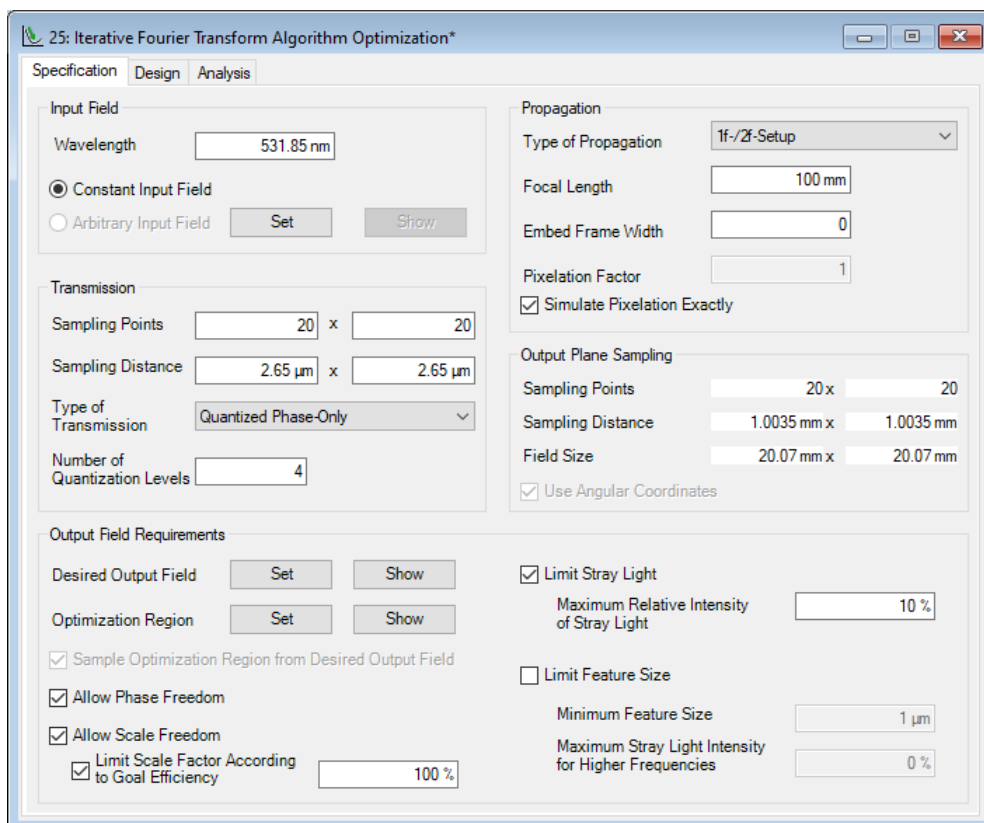 25: Iterative Fourier Transform Algorithm Optimization*
Specification Design Analysis
Input Field
Wavelength 531.85 nm
Constant Input Field
Arbitrary Input Field Set Show
Transmission
Sampling Points 20 x 20
Sampling Distance 2.65 µm x 2.65 µm
Type of
Transmission Quantized Phase-Only
Number of
Quantization Levels 4
Propagation
Type of Propagation 1f-/2f-Setup
Focal Length 100 mm
Embed Frame Width 0
Pixelation Factor 1
Simulate Pixelation Exactly
Output Plane Sampling
Sampling Points 20 x 20
Sampling Distance 1.0035 mm x 1.0035 mm
Field Size 20.07 mm x 20.07 mm
Use Angular Coordinates
Output Field Requirements
Desired Output Field Set Show
Optimization Region Set Show
Sample Optimization Region from Desired Output Field
Allow Phase Freedom
Allow Scale Freedom
Limit Scale Factor According
to Goal Efficiency 100 %
Limit Stray Light
Maximum Relative Intensity
of Stray Light 10 %
Limit Feature Size
Minimum Feature Size 1 µm
Maximum Stray Light Intensity
for Higher Frequencies 0 %